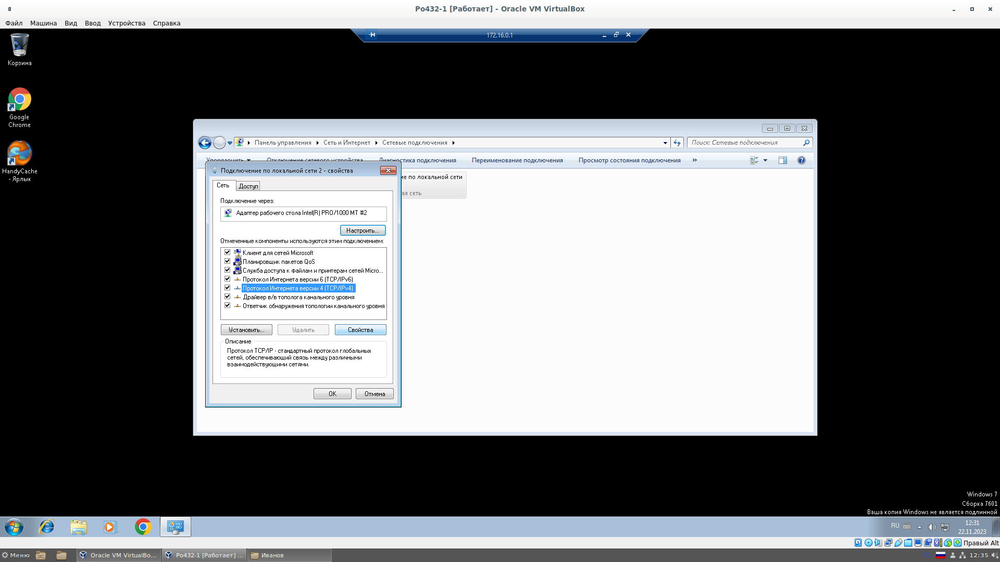 Po432-1 [Работает] - Oracle VM VirtualBox
Файл Машина Вид Ввод Устройства Справка
172.16.0.1
Корзина
Google
Chrome
HandyCache
- Ярлык
Панель управления Сеть и Интернет Сетевые подключения
Поиск: Сетевые подключения
Упорядочить Отключение сетевого устройства Диагностика подключения Переименование подключения Просмотр состояния подключения »
Подключение по локальной сети 2 - свойства
ие по локальной сети
ая сеть
Сеть Доступ
Подключение через:
Адаптер рабочего стола Intel(R) PRO/1000 MT #2
Настроить...
Отмеченные компоненты используются этим подключением:
Клиент для сетей Microsoft
Планировщик пакетов QoS
Служба доступа к файлам и принтерам сетей Micro...
Протокол Интернета версии 6 (TCP/IPv6)
Протокол Интернета версии 4 (TCP/IPv4)
Драйвер в/в тополога канального уровня
Ответчик обнаружения топологии канального уровня
Установить... Удалить Свойства
Описание
Протокол TCP/IP - стандартный протокол глобальных
сетей, обеспечивающий связь между различными
взаимодействующими сетями.
OK Отмена
Windows 7
Сборка 7601
Ваша копия Windows не является подлинной
RU
12:31
22.11.2023
Правый Alt
Меню Oracle VM VirtualBo... Po432-1 [Работает] ... Иванов 12:35